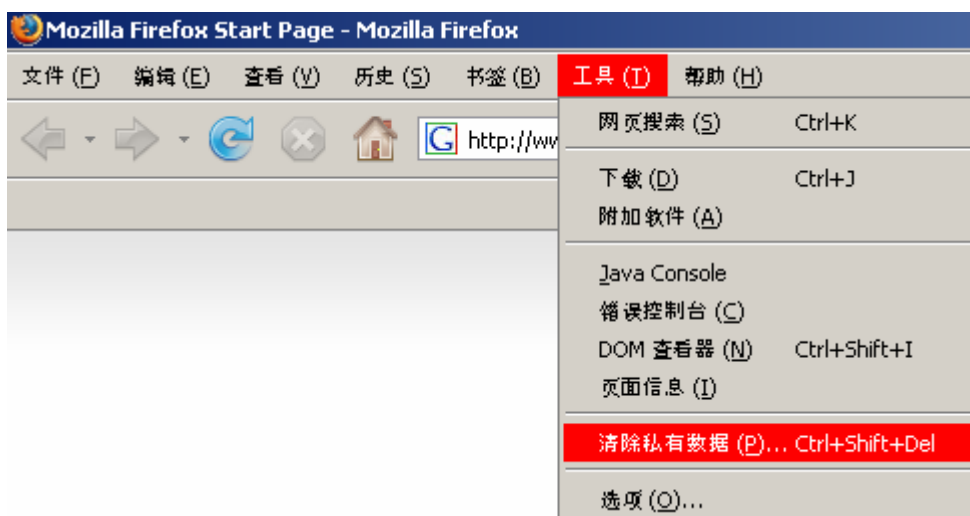 Mozilla Firefox Start Page - Mozilla Firefox
文件 (F) 编辑 (E) 查看 (V) 历史 (S) 书签 (B) 工具 (T) 帮助 (H)
G http://ww
网页搜索 (S) Ctrl+K
下载 (D) Ctrl+J
附加软件 (A)
Java Console
错误控制台 (C)
DOM 查看器 (N) Ctrl+Shift+I
页面信息 (I)
清除私有数据 (P)... Ctrl+Shift+Del
选项 (O)...